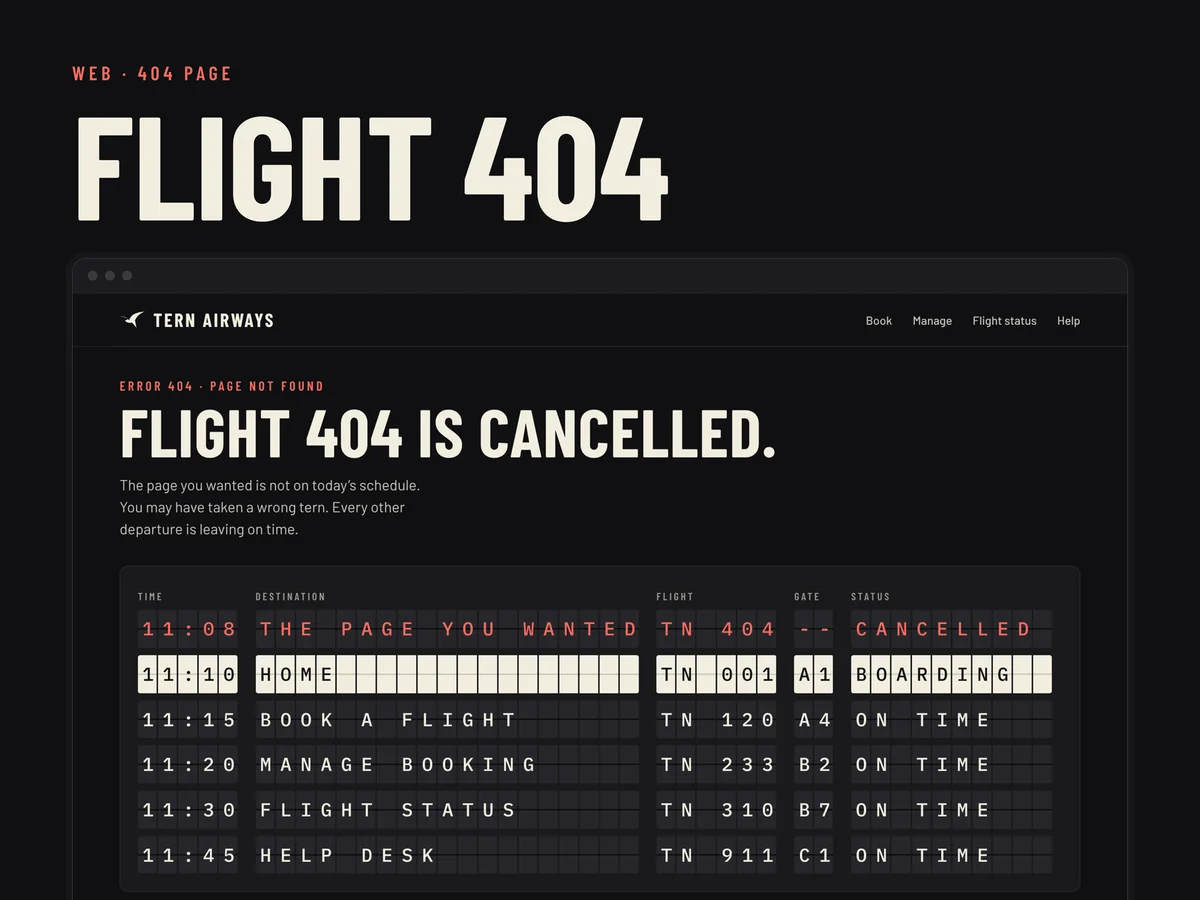 WEB · 404 PAGE
FLIGHT 404
TERN AIRWAYS
Book Manage Flight status Help
ERROR 404 · PAGE NOT FOUND
FLIGHT 404 IS CANCELLED.
The page you wanted is not on today’s schedule.
You may have taken a wrong tern. Every other
departure is leaving on time.
TIME DESTINATION FLIGHT GATE STATUS
11:08 THE PAGE YOU WANTED TN 404 -- CANCELLED
11:10 HOME TN 001 A1 BOARDING
11:15 BOOK A FLIGHT TN 120 A4 ON TIME
11:20 MANAGE BOOKING TN 233 B2 ON TIME
11:30 FLIGHT STATUS TN 310 B7 ON TIME
11:45 HELP DESK TN 911 C1 ON TIME